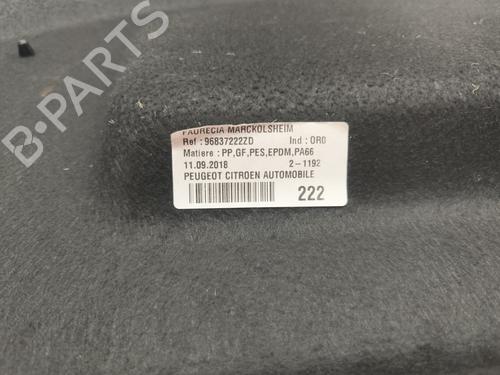 FAURECIA MARCKOLSHEIM
Ref : 96837222ZD Ind : OR0
Matiere : PP,GF,PES,EPDM,PA66
11.09.2018 2-1192
PEUGEOT CITROEN AUTOMOBILE
222
B-PARTS